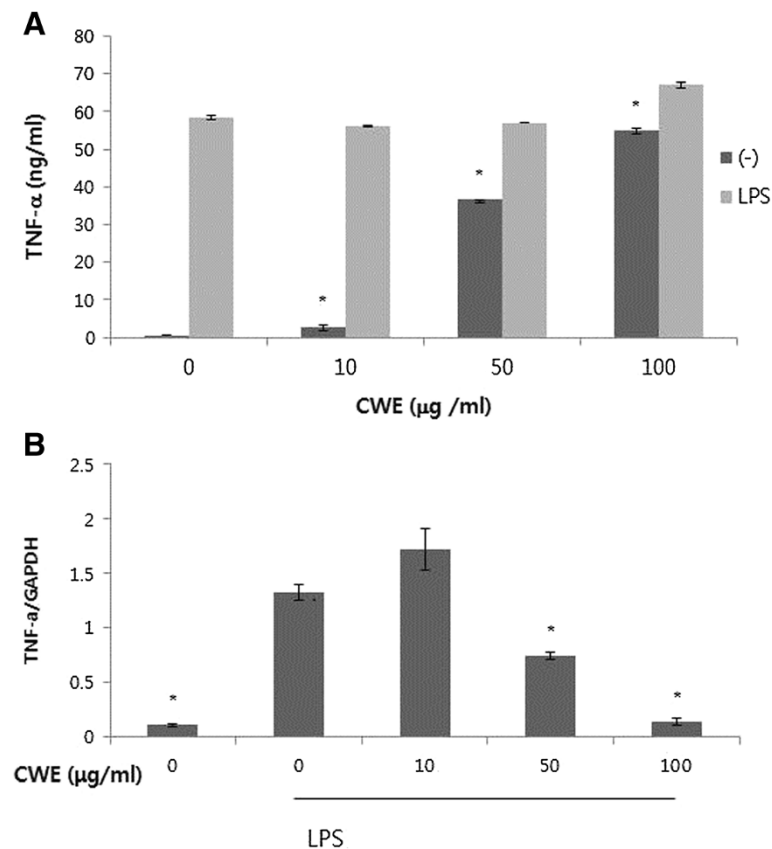 A
80
70
60
50
40
30
20
10
0
TNF-α (ng/ml)
* * *
(-)
LPS
0 10 50 100
CWE (μg /ml)
B
2.5
2
1.5
1
0.5
0
TNF-a/GAPDH
* * *
CWE (μg/ml) 0 0 10 50 100
LPS